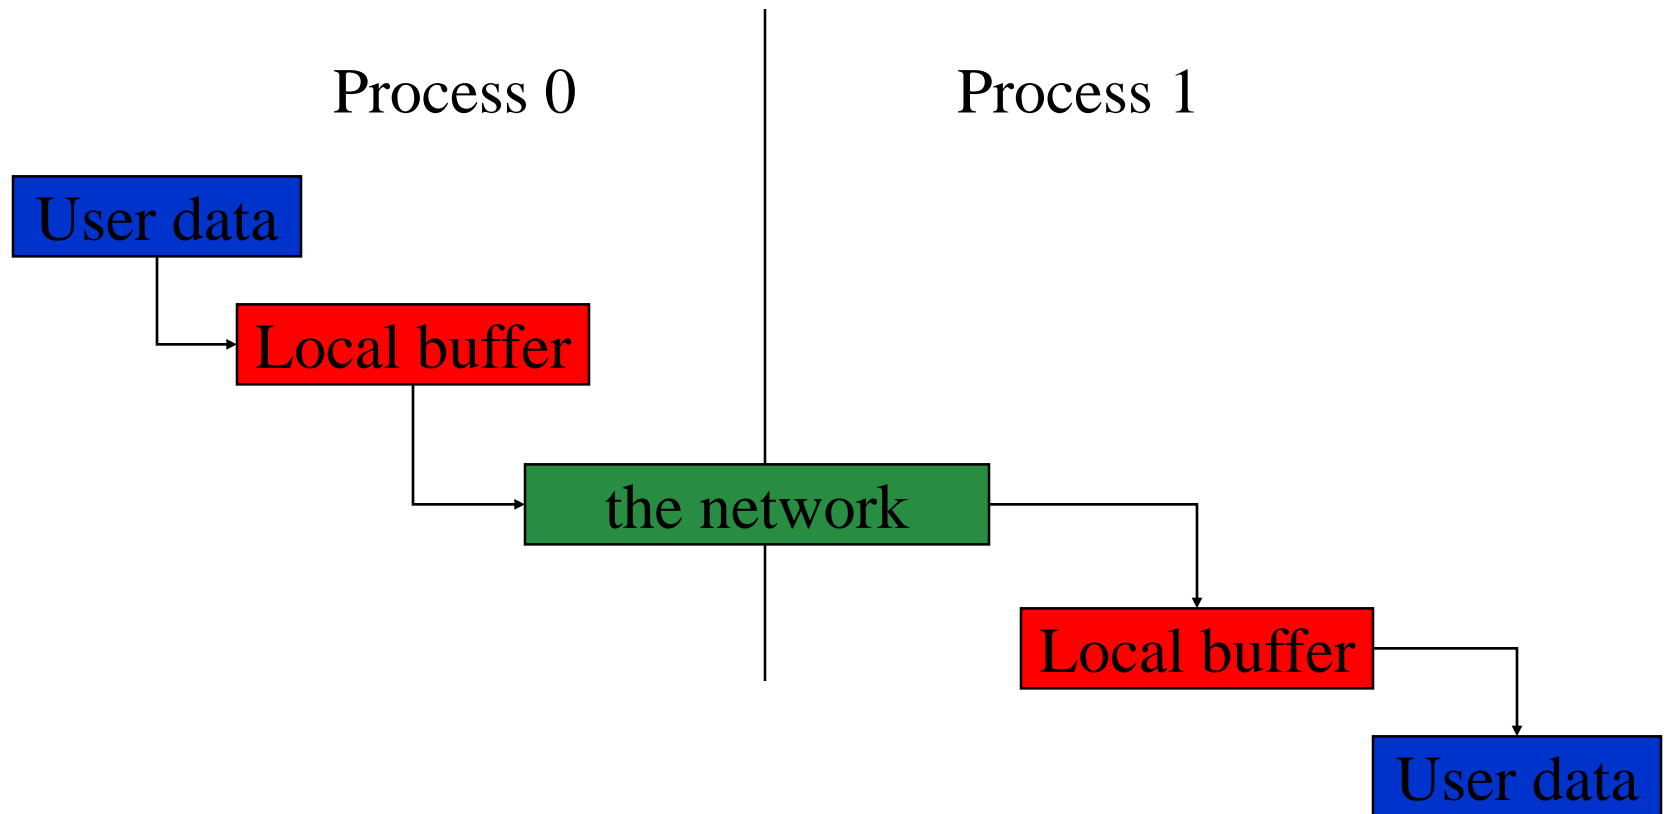 Process 0
Process 1
User data
Local buffer
the network
Local buffer
User data